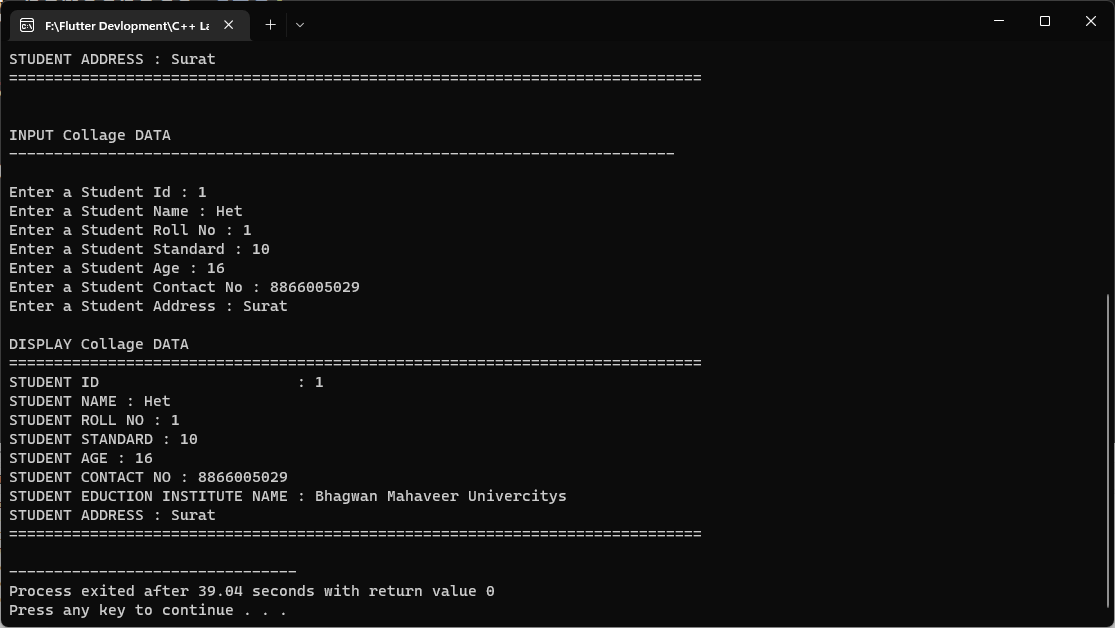 F:\Flutter Devlopment\C++ La
STUDENT ADDRESS : Surat
=============================================================================
INPUT Collage DATA
--------------------------------------------------------------------------
Enter a Student Id : 1
Enter a Student Name : Het
Enter a Student Roll No : 1
Enter a Student Standard : 10
Enter a Student Age : 16
Enter a Student Contact No : 8866005029
Enter a Student Address : Surat
DISPLAY Collage DATA
=============================================================================
STUDENT ID                      : 1
STUDENT NAME : Het
STUDENT ROLL NO : 1
STUDENT STANDARD : 10
STUDENT AGE : 16
STUDENT CONTACT NO : 8866005029
STUDENT EDUCTION INSTITUTE NAME : Bhagwan Mahaveer Univercitys
STUDENT ADDRESS : Surat
=============================================================================
--------------------------------
Process exited after 39.04 seconds with return value 0
Press any key to continue . . .